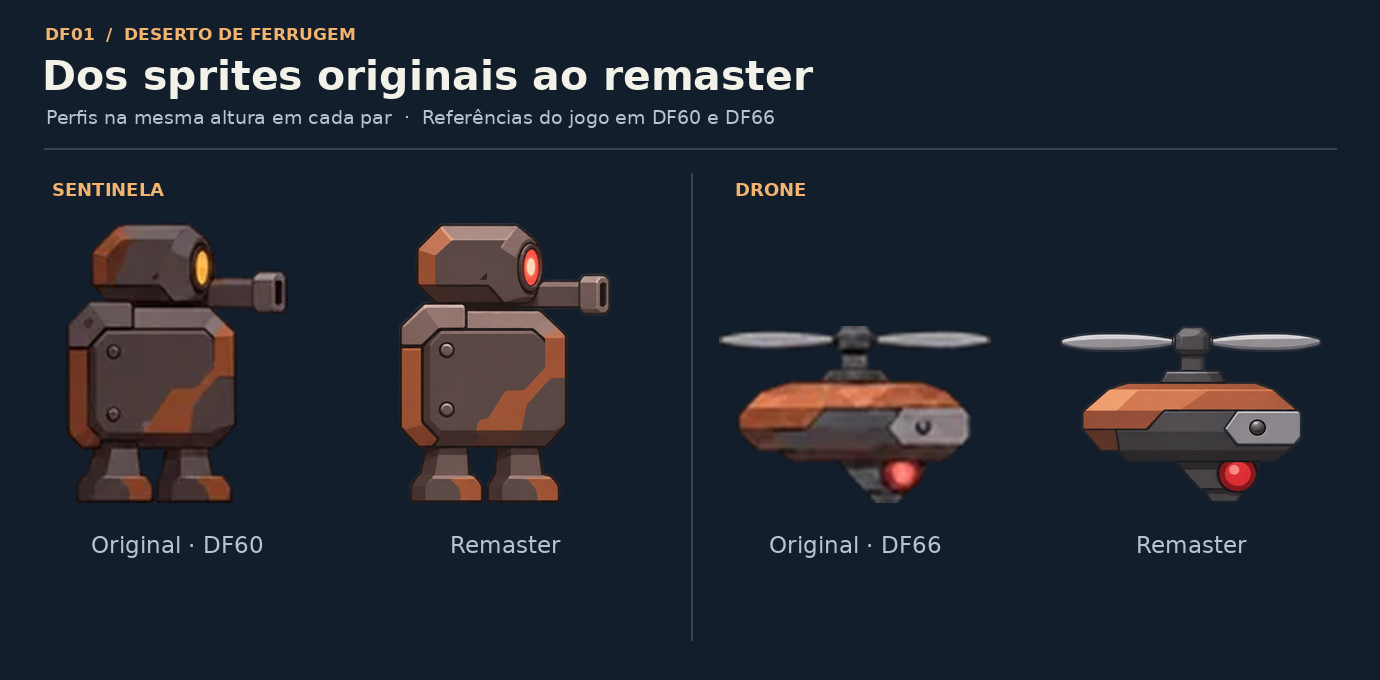 DF01 / DESERTO DE FERRUGEM
Dos sprites originais ao remaster
Perfis na mesma altura em cada par · Referências do jogo em DF60 e DF66
SENTINELA
Original · DF60
Remaster
DRONE
Original · DF66
Remaster